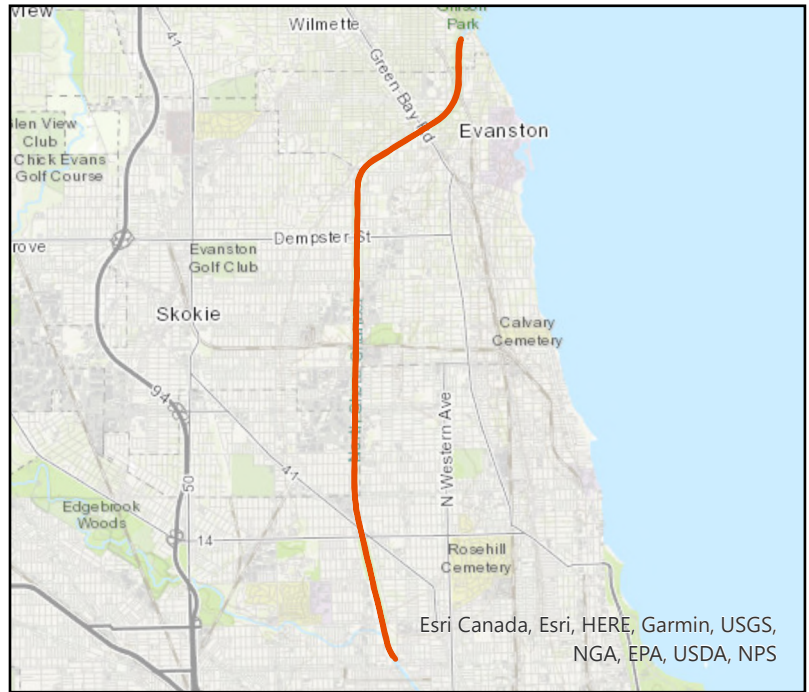 view
41
Wilmette
Park
Green Bay Rd
Evanston
Club
Chick Evans
Golf Course
rove
Dempster St
Evanston
Golf Club
Skokie
Calvary
Cemetery
94
N Western Ave
41
50
Edgebrook
Woods
14
Rosehill
Cemetery
Esri Canada, Esri, HERE, Garmin, USGS,
NGA, EPA, USDA, NPS